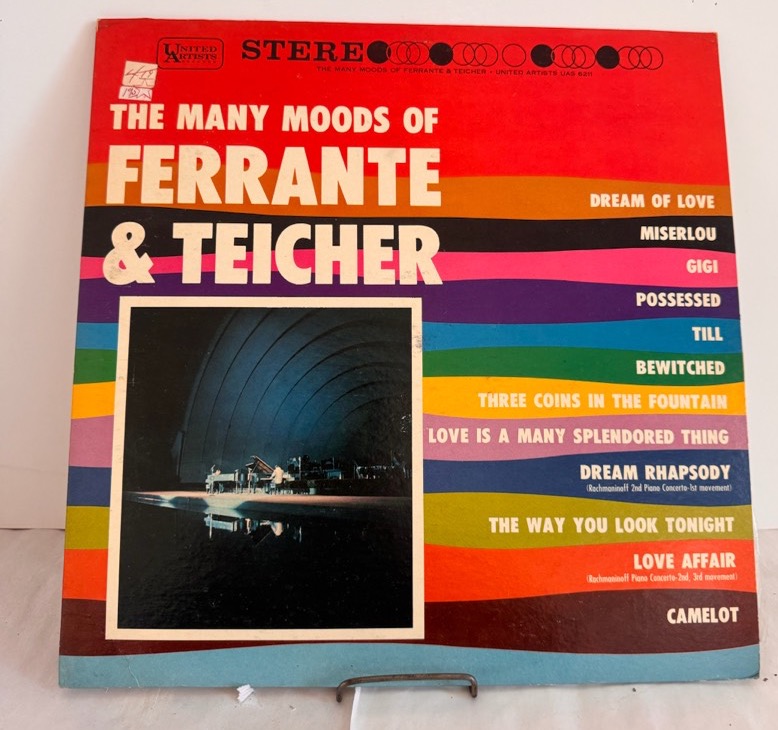 UNITED
ARTISTS
STEREO
THE MANY MOODS OF FERRANTE & TEICHER • UNITED ARTISTS UAS 6211
THE MANY MOODS OF
FERRANTE
& TEICHER
DREAM OF LOVE
MISERLOU
GIGI
POSSESSED
TILL
BEWITCHED
THREE COINS IN THE FOUNTAIN
LOVE IS A MANY SPLENDORED THING
DREAM RHAPSODY
(Rachmaninoff 2nd Piano Concerto-1st movement)
THE WAY YOU LOOK TONIGHT
LOVE AFFAIR
(Rachmaninoff Piano Concerto-2nd, 3rd movement)
CAMELOT